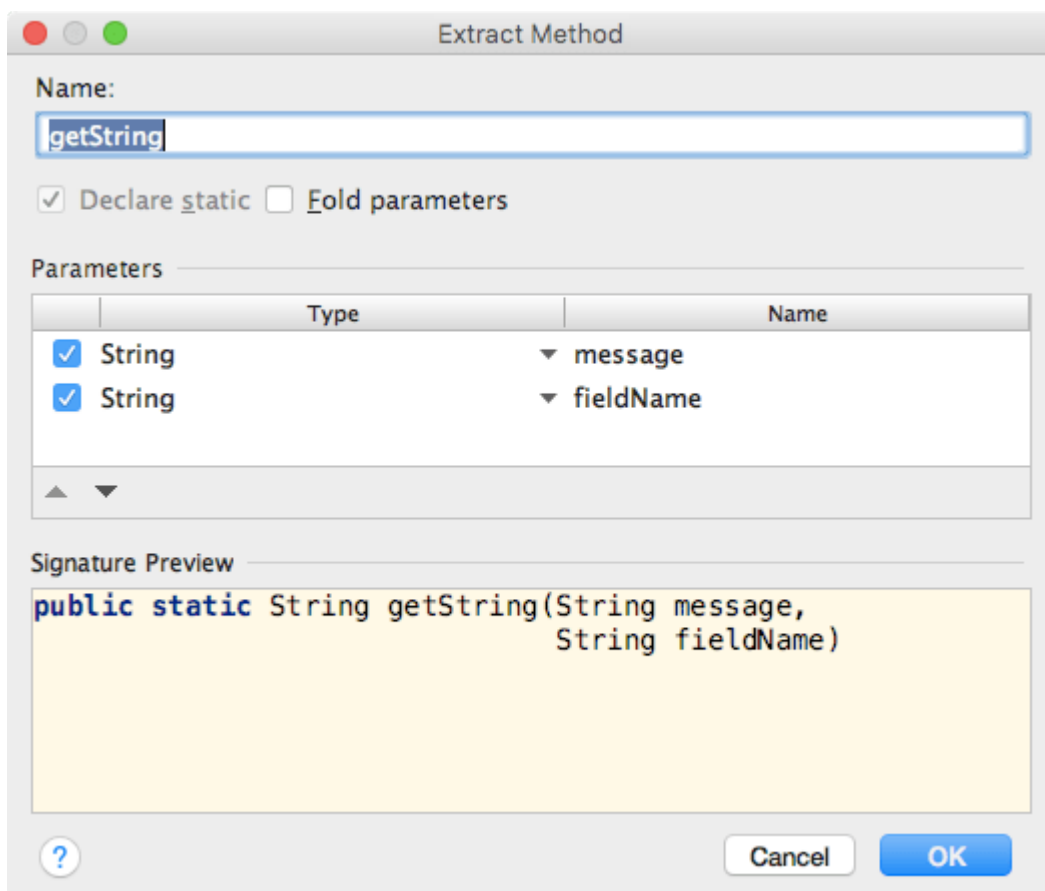 Extract Method
Name:
getString
Declare static Fold parameters
Parameters
Type Name
String message
String fieldName
Signature Preview
public static String getString(String message,
String fieldName)
? Cancel OK